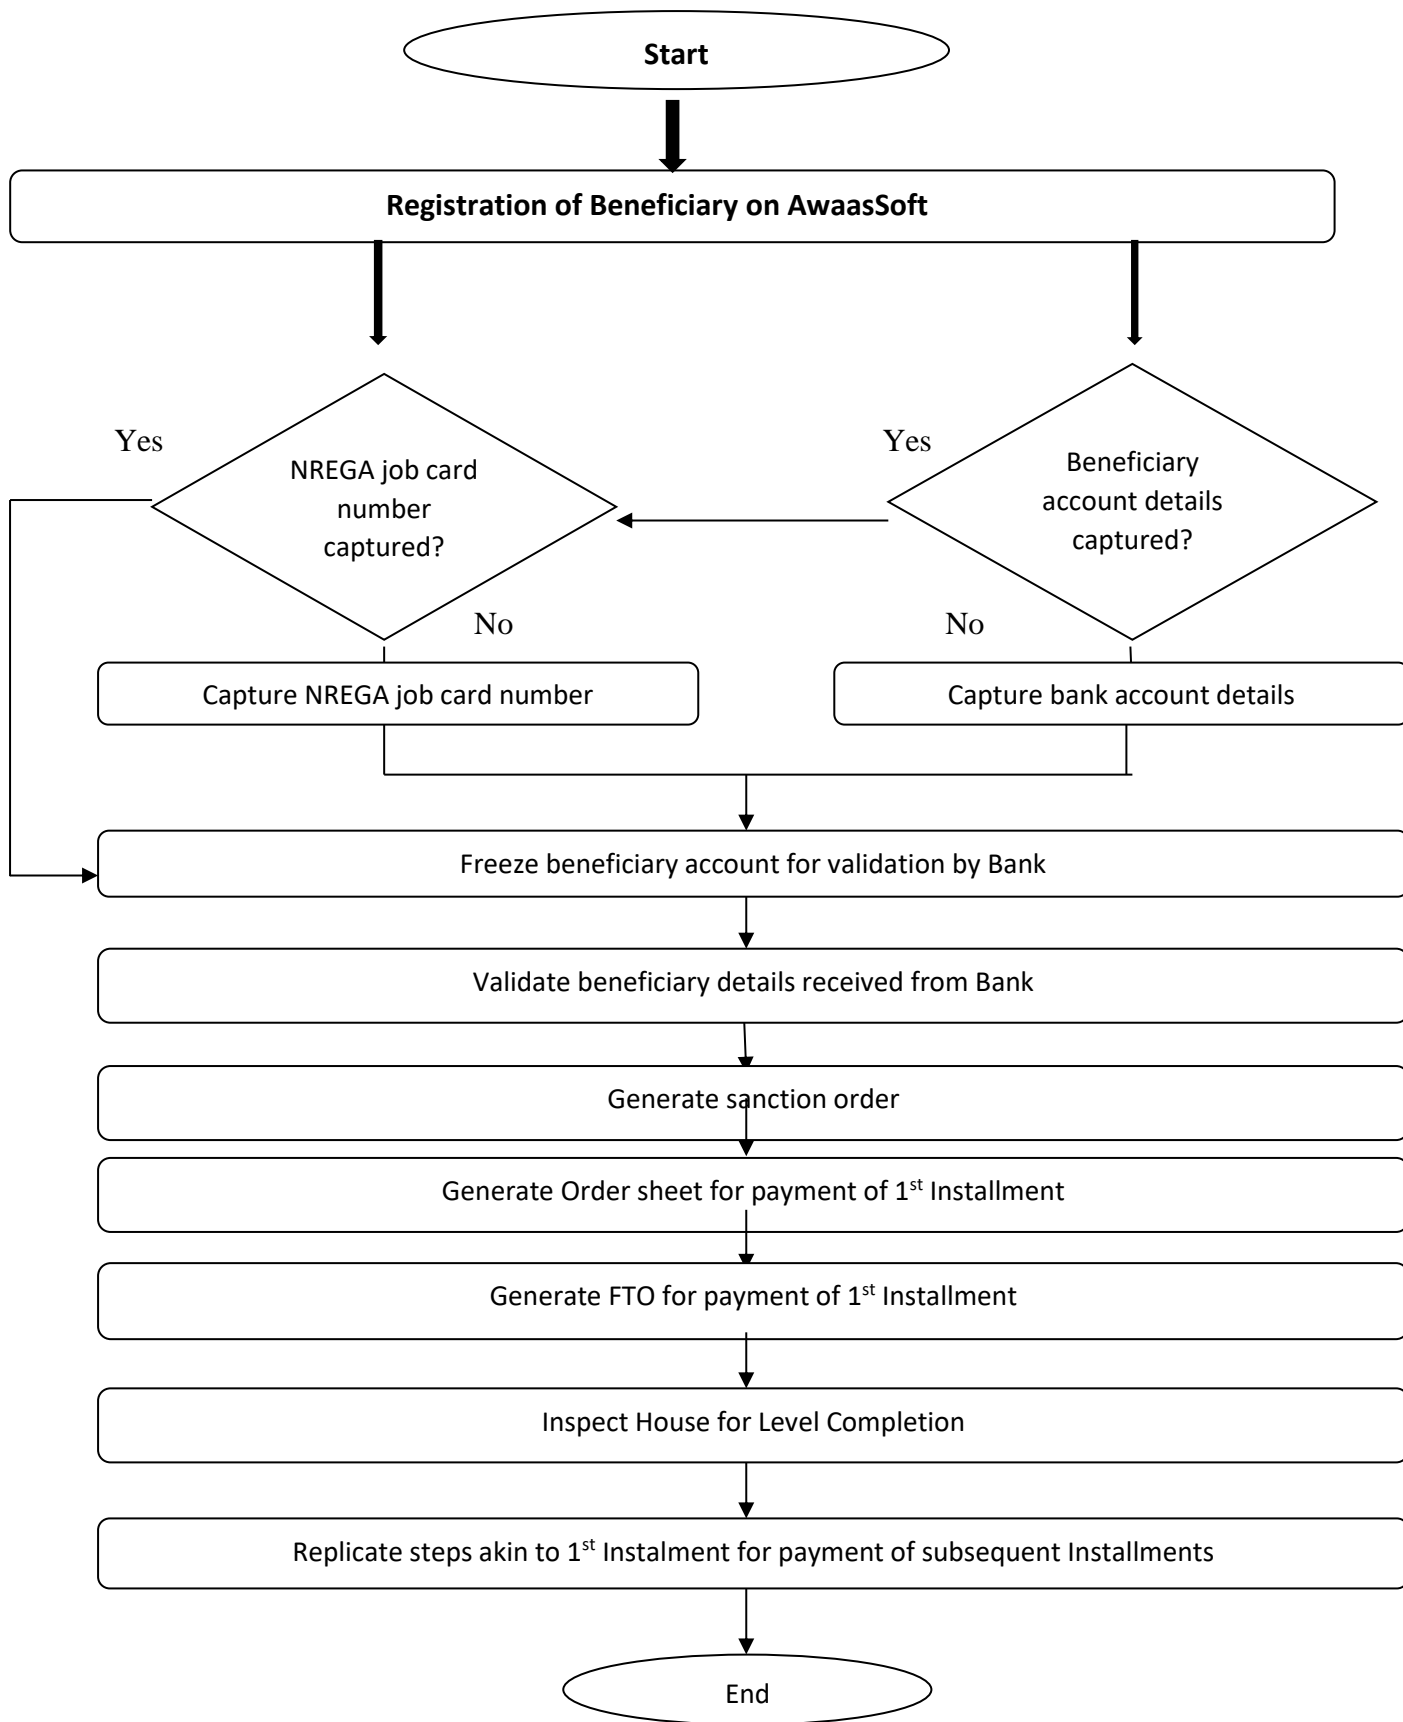 Start
Registration of Beneficiary on AwaasSoft
Yes
NREGA job card
number
captured?
No
Yes
Beneficiary
account details
captured?
No
Capture NREGA job card number
Capture bank account details
Freeze beneficiary account for validation by Bank
Validate beneficiary details received from Bank
Generate sanction order
Generate Order sheet for payment of 1st Installment
Generate FTO for payment of 1st Installment
Inspect House for Level Completion
Replicate steps akin to 1st Instalment for payment of subsequent Installments
End